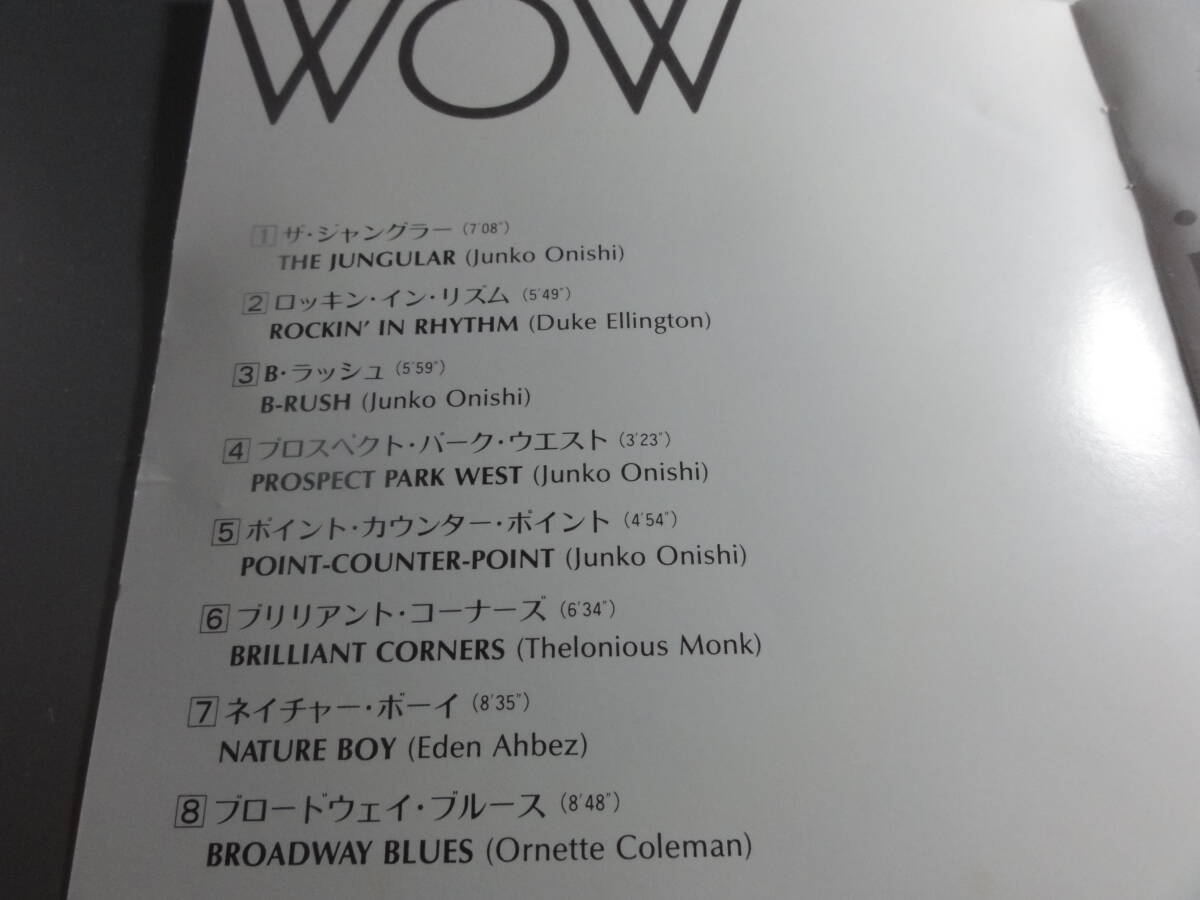 WOW
1 ザ・ジャングラー (7'08")
THE JUNGULAR (Junko Onishi)
2 ロッキン・イン・リズム (5'49")
ROCKIN' IN RHYTHM (Duke Ellington)
3 B・ラッシュ (5'59")
B-RUSH (Junko Onishi)
4 プロスペクト・パーク・ウエスト (3'23")
PROSPECT PARK WEST (Junko Onishi)
5 ポイント・カウンター・ポイント (4'54")
POINT-COUNTER-POINT (Junko Onishi)
6 ブリリアント・コーナーズ (6'34")
BRILLIANT CORNERS (Thelonious Monk)
7 ネイチャー・ボーイ (8'35")
NATURE BOY (Eden Ahbez)
8 ブロードウェイ・ブルース (8'48")
BROADWAY BLUES (Ornette Coleman)